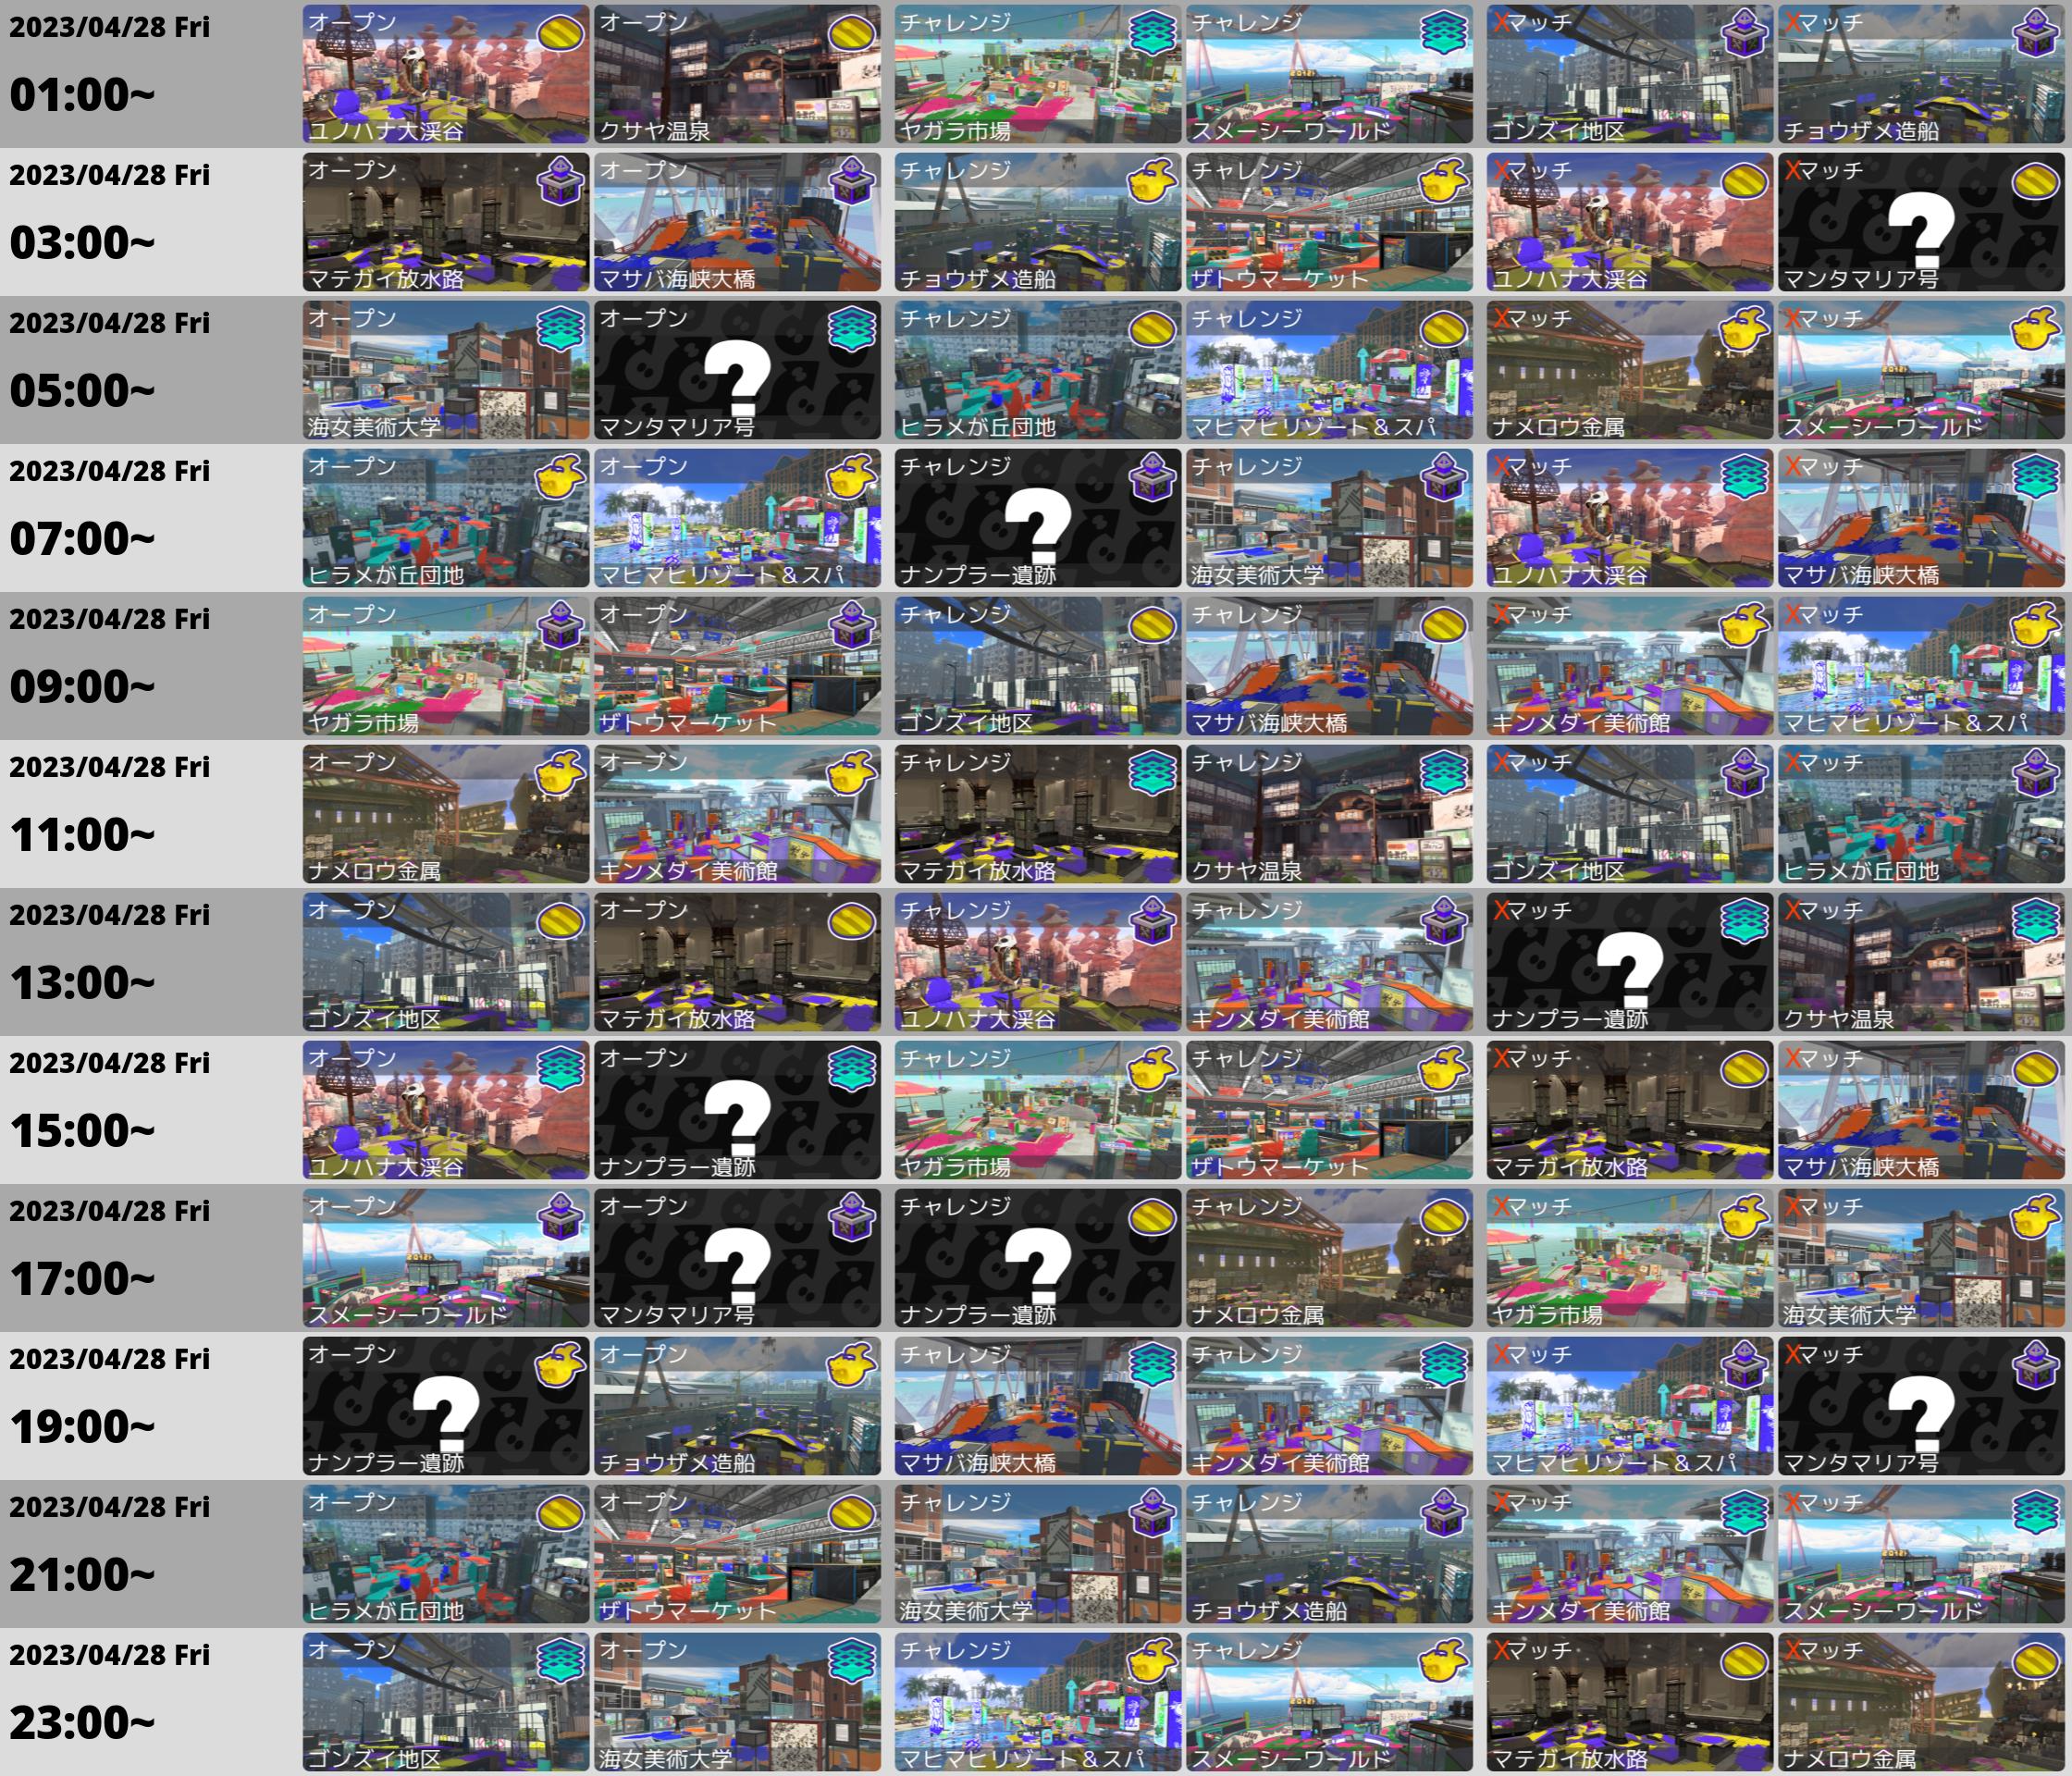 2023/04/28 Fri
01:00~
オープン
ユノハナ大渓谷
オープン
クサヤ温泉
チャレンジ
ヤガラ市場
チャレンジ
スメーシーワールド
Xマッチ
ゴンズイ地区
Xマッチ
チョウザメ造船
2023/04/28 Fri
03:00~
オープン
マテガイ放水路
オープン
マサバ海峡大橋
チャレンジ
チョウザメ造船
チャレンジ
ザトウマーケット
Xマッチ
ユノハナ大渓谷
Xマッチ
?
マンタマリア号
2023/04/28 Fri
05:00~
オープン
海女美術大学
オープン
?
マンタマリア号
チャレンジ
ヒラメが丘団地
チャレンジ
マヒマヒリゾート&スパ
Xマッチ
ナメロウ金属
Xマッチ
スメーシーワールド
2023/04/28 Fri
07:00~
オープン
ヒラメが丘団地
オープン
マヒマヒリゾート&スパ
チャレンジ
?
ナンプラー遺跡
チャレンジ
海女美術大学
Xマッチ
ユノハナ大渓谷
Xマッチ
マサバ海峡大橋
2023/04/28 Fri
09:00~
オープン
ヤガラ市場
オープン
ザトウマーケット
チャレンジ
ゴンズイ地区
チャレンジ
マサバ海峡大橋
Xマッチ
キンメダイ美術館
Xマッチ
マヒマヒリゾート&スパ
2023/04/28 Fri
11:00~
オープン
ナメロウ金属
オープン
キンメダイ美術館
チャレンジ
マテガイ放水路
チャレンジ
クサヤ温泉
Xマッチ
ゴンズイ地区
Xマッチ
ヒラメが丘団地
2023/04/28 Fri
13:00~
オープン
ゴンズイ地区
オープン
マテガイ放水路
チャレンジ
ユノハナ大渓谷
チャレンジ
キンメダイ美術館
Xマッチ
?
ナンプラー遺跡
Xマッチ
クサヤ温泉
2023/04/28 Fri
15:00~
オープン
ユノハナ大渓谷
オープン
?
ナンプラー遺跡
チャレンジ
ヤガラ市場
チャレンジ
ザトウマーケット
Xマッチ
マテガイ放水路
Xマッチ
マサバ海峡大橋
2023/04/28 Fri
17:00~
オープン
スメーシーワールド
オープン
?
マンタマリア号
チャレンジ
?
ナンプラー遺跡
チャレンジ
ナメロウ金属
Xマッチ
ヤガラ市場
Xマッチ
海女美術大学
2023/04/28 Fri
19:00~
オープン
?
ナンプラー遺跡
オープン
チョウザメ造船
チャレンジ
マサバ海峡大橋
チャレンジ
キンメダイ美術館
Xマッチ
マヒマヒリゾート&スパ
Xマッチ
?
マンタマリア号
2023/04/28 Fri
21:00~
オープン
ヒラメが丘団地
オープン
ザトウマーケット
チャレンジ
海女美術大学
チャレンジ
チョウザメ造船
Xマッチ
キンメダイ美術館
Xマッチ
スメーシーワールド
2023/04/28 Fri
23:00~
オープン
ゴンズイ地区
オープン
海女美術大学
チャレンジ
マヒマヒリゾート&スパ
チャレンジ
スメーシーワールド
Xマッチ
マテガイ放水路
Xマッチ
ナメロウ金属